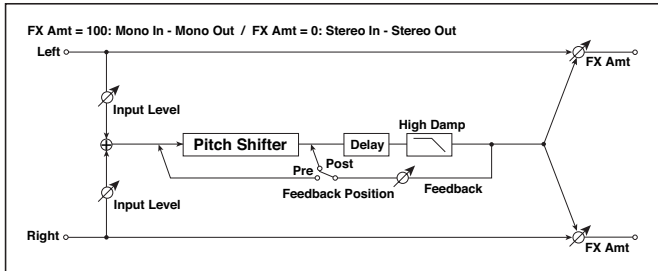 FX Amt = 100: Mono In - Mono Out / FX Amt = 0: Stereo In - Stereo Out
Left
FX Amt
Input Level
High Damp
Pitch Shifter
Delay
Post
Pre
Feedback Position
Feedback
Input Level
Right
FX Amt